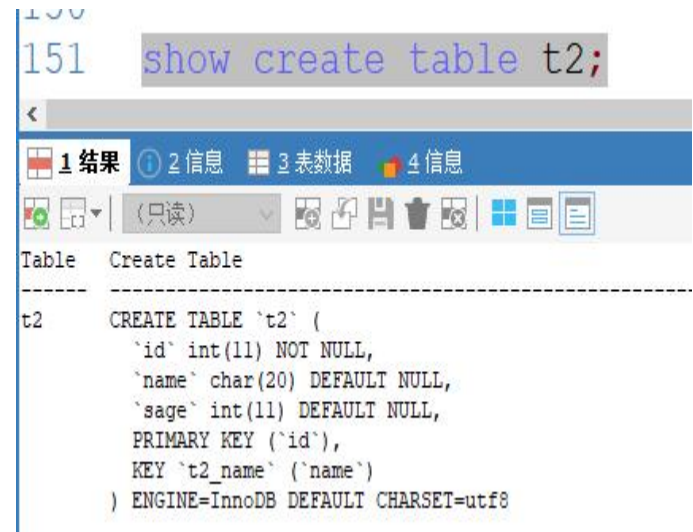 151 show create table t2;
1 结果 2 信息 3 表数据 4 信息
(只读)
Table Create Table
------ -----------------------------------------------------
t2 CREATE TABLE `t2` (
`id` int(11) NOT NULL,
`name` char(20) DEFAULT NULL,
`sage` int(11) DEFAULT NULL,
PRIMARY KEY (`id`),
KEY `t2_name` (`name`)
) ENGINE=InnoDB DEFAULT CHARSET=utf8